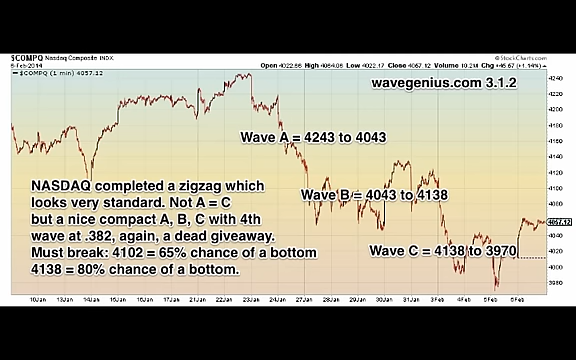 $COMPQ Nasdaq Composite INDX
© StockCharts.com
6-Feb-2014
Open 4022.86 High 4064.08 Low 4022.17 Close 4057.12 Volume 10.2M Chg +45.67 (+1.14%)
$COMPQ (1 min) 4057.12
wavegenius.com 3.1.2
Wave A = 4243 to 4043
NASDAQ completed a zigzag which
looks very standard. Not A = C
but a nice compact A, B, C with 4th
wave at .382, again, a dead giveaway.
Must break: 4102 = 65% chance of a bottom
4138 = 80% chance of a bottom.
Wave B = 4043 to 4138
Wave C = 4138 to 3970
4240
4220
4200
4180
4160
4140
4120
4100
4080
4057.12
4040
4020
4000
3980
10Jan 13Jan 14Jan 15Jan 16Jan 17Jan 21Jan 22Jan 23Jan 24Jan 27Jan 28Jan 29Jan 30Jan 31Jan 3Feb 4Feb 5Feb 6Feb